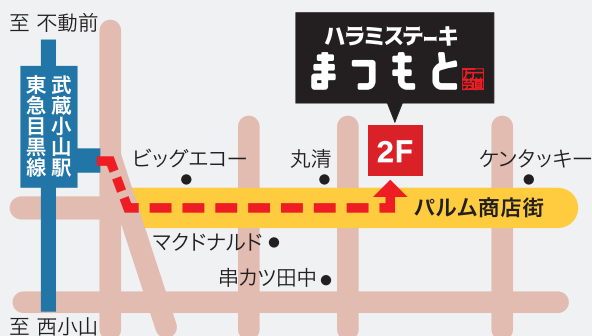 至 不動前
ハラミステーキ
まつもと
武蔵小山駅
東急目黒線
2F
ビッグエコー
丸清
ケンタッキー
パルム商店街
マクドナルド
串カツ田中
至 西小山